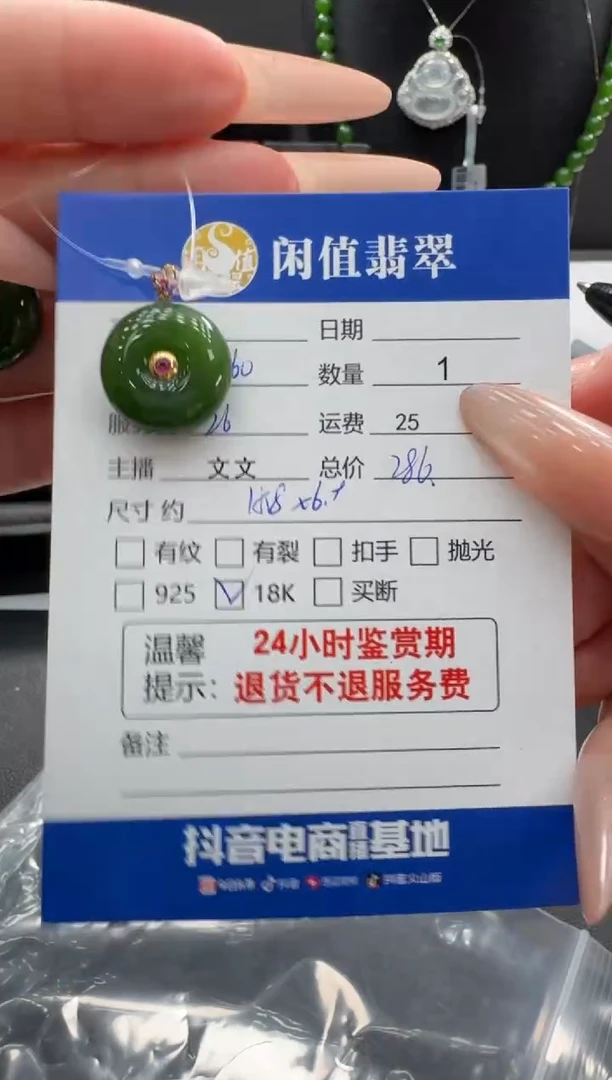 闲值翡翠
日期
60 数量 1
26 运费 25
主播 文文 总价 286
尺寸约
有纹 有裂 扣手 抛光
925 18K 买断
温馨 24小时鉴赏期
提示: 退货不退服务费
备注
抖音电商直播基地